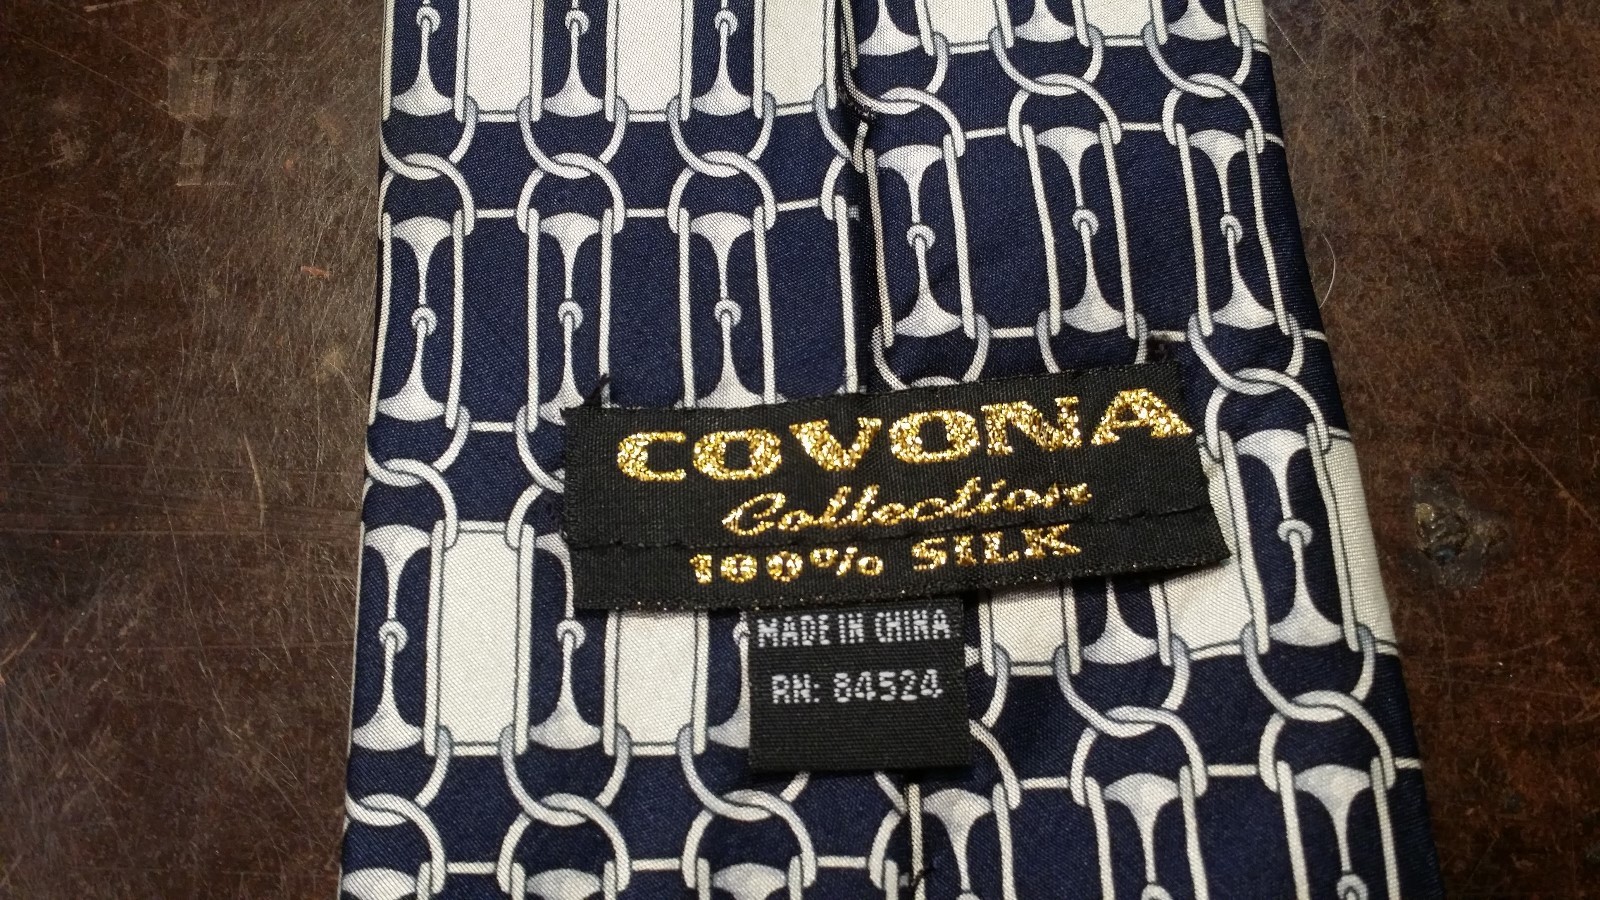 COVONA
Collection
100% SILK
MADE IN CHINA
RN: 84524